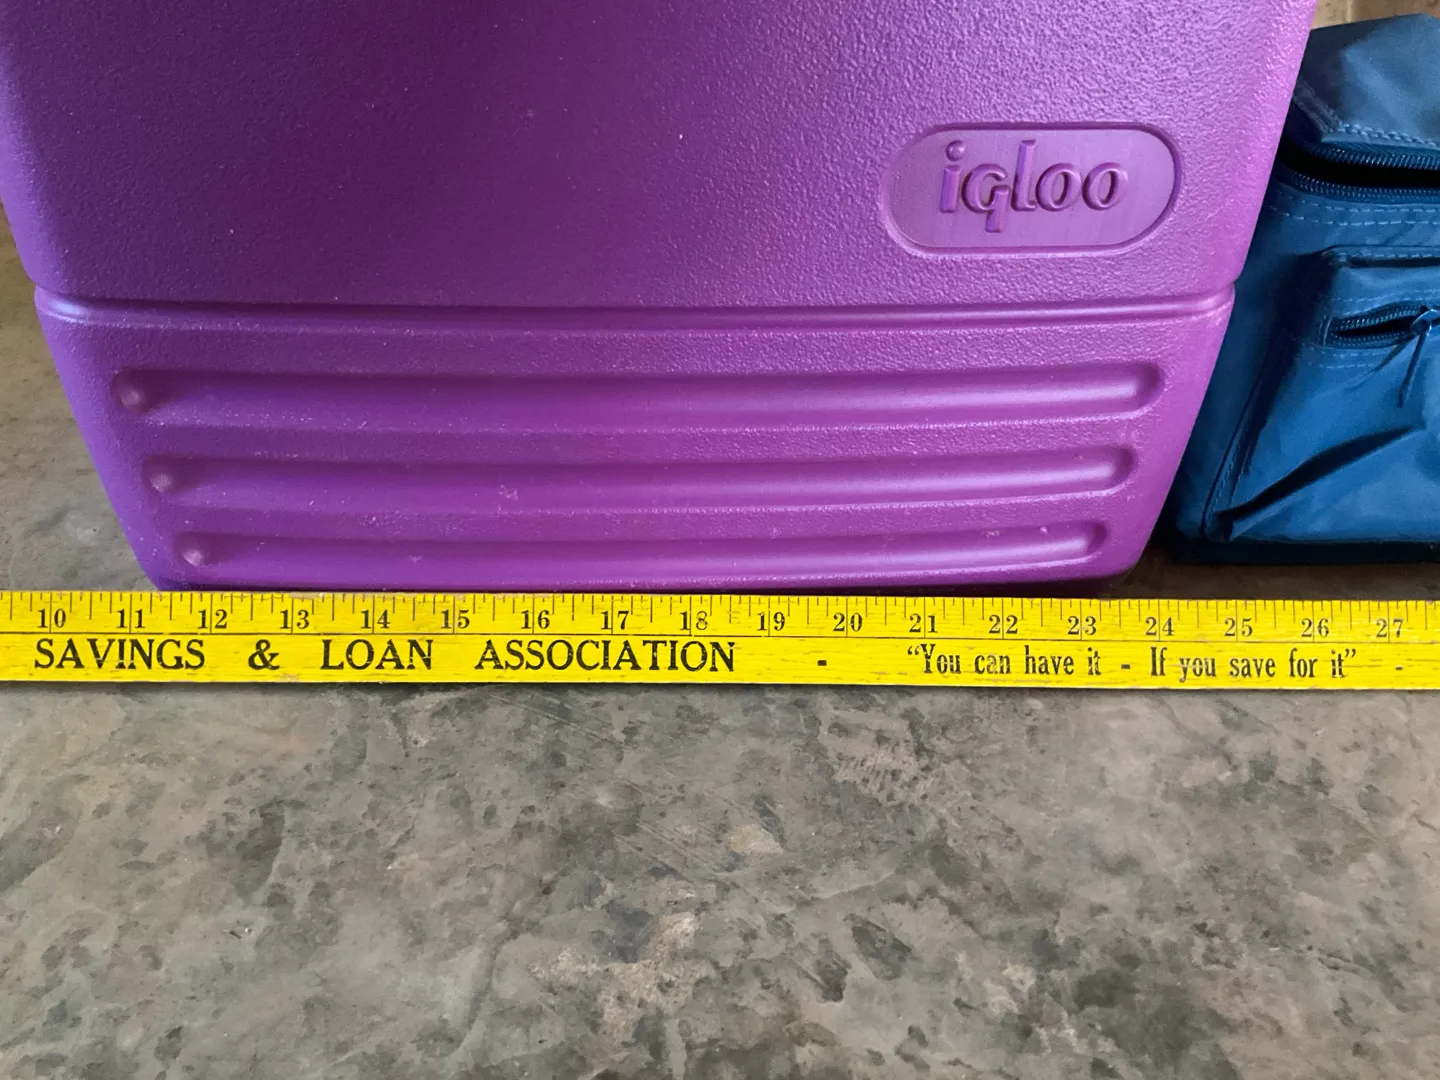 igloo
10 11 12 13 14 15 16 17 18 19 20 21 22 23 24 25 26 27
SAVINGS & LOAN ASSOCIATION - "You can have it - If you save for it" -